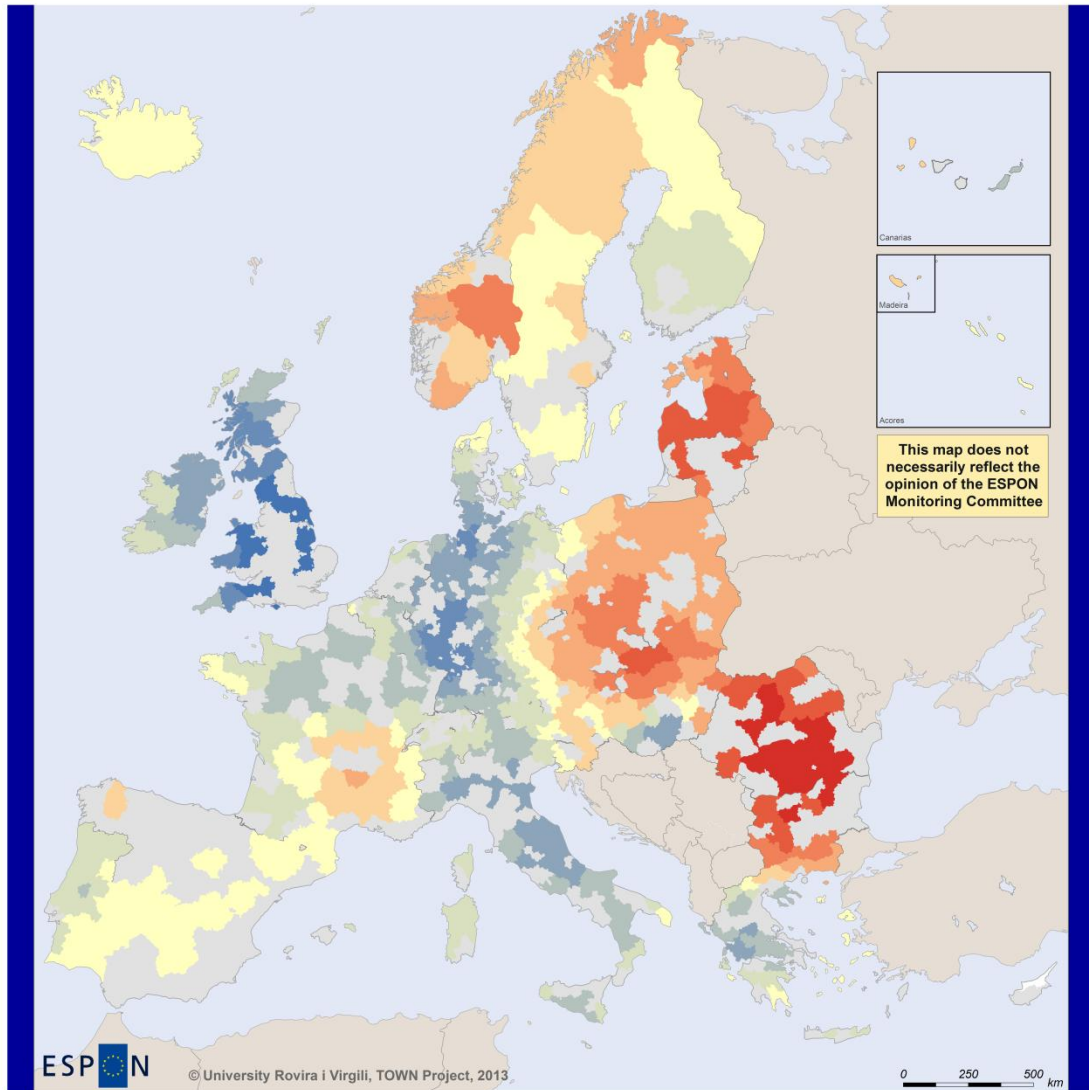 Canarias
Madeira
Acores
This map does not
necessarily reflect the
opinion of the ESPON
Monitoring Committee
ESPON
© University Rovira i Virgili, TOWN Project, 2013
0 250 500
km